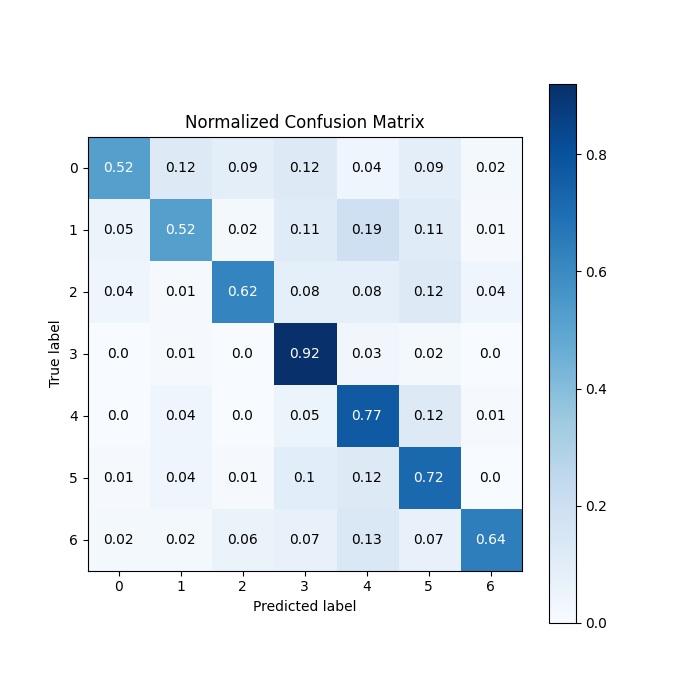 Normalized Confusion Matrix
True label
0 0.52 0.12 0.09 0.12 0.04 0.09 0.02
1 0.05 0.52 0.02 0.11 0.19 0.11 0.01
2 0.04 0.01 0.62 0.08 0.08 0.12 0.04
3 0.0 0.01 0.0 0.92 0.03 0.02 0.0
4 0.0 0.04 0.0 0.05 0.77 0.12 0.01
5 0.01 0.04 0.01 0.1 0.12 0.72 0.0
6 0.02 0.02 0.06 0.07 0.13 0.07 0.64
0 1 2 3 4 5 6
Predicted label
0.8
0.6
0.4
0.2
0.0